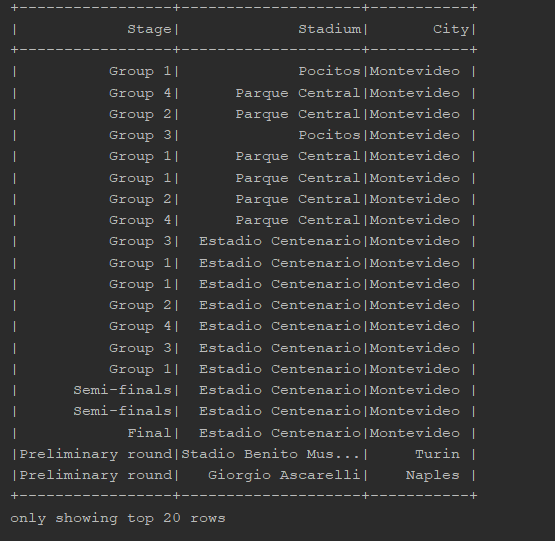 +-----------------+--------------------+-----------+
|            Stage|             Stadium|       City|
+-----------------+--------------------+-----------+
|          Group 1|             Pocitos|Montevideo |
|          Group 4|      Parque Central|Montevideo |
|          Group 2|      Parque Central|Montevideo |
|          Group 3|             Pocitos|Montevideo |
|          Group 1|      Parque Central|Montevideo |
|          Group 1|      Parque Central|Montevideo |
|          Group 2|      Parque Central|Montevideo |
|          Group 4|      Parque Central|Montevideo |
|          Group 3|  Estadio Centenario|Montevideo |
|          Group 1|  Estadio Centenario|Montevideo |
|          Group 1|  Estadio Centenario|Montevideo |
|          Group 2|  Estadio Centenario|Montevideo |
|          Group 4|  Estadio Centenario|Montevideo |
|          Group 3|  Estadio Centenario|Montevideo |
|          Group 1|  Estadio Centenario|Montevideo |
|      Semi-finals|  Estadio Centenario|Montevideo |
|      Semi-finals|  Estadio Centenario|Montevideo |
|            Final|  Estadio Centenario|Montevideo |
|Preliminary round|Stadio Benito Mus...|     Turin |
|Preliminary round|   Giorgio Ascarelli|    Naples |
+-----------------+--------------------+-----------+
only showing top 20 rows